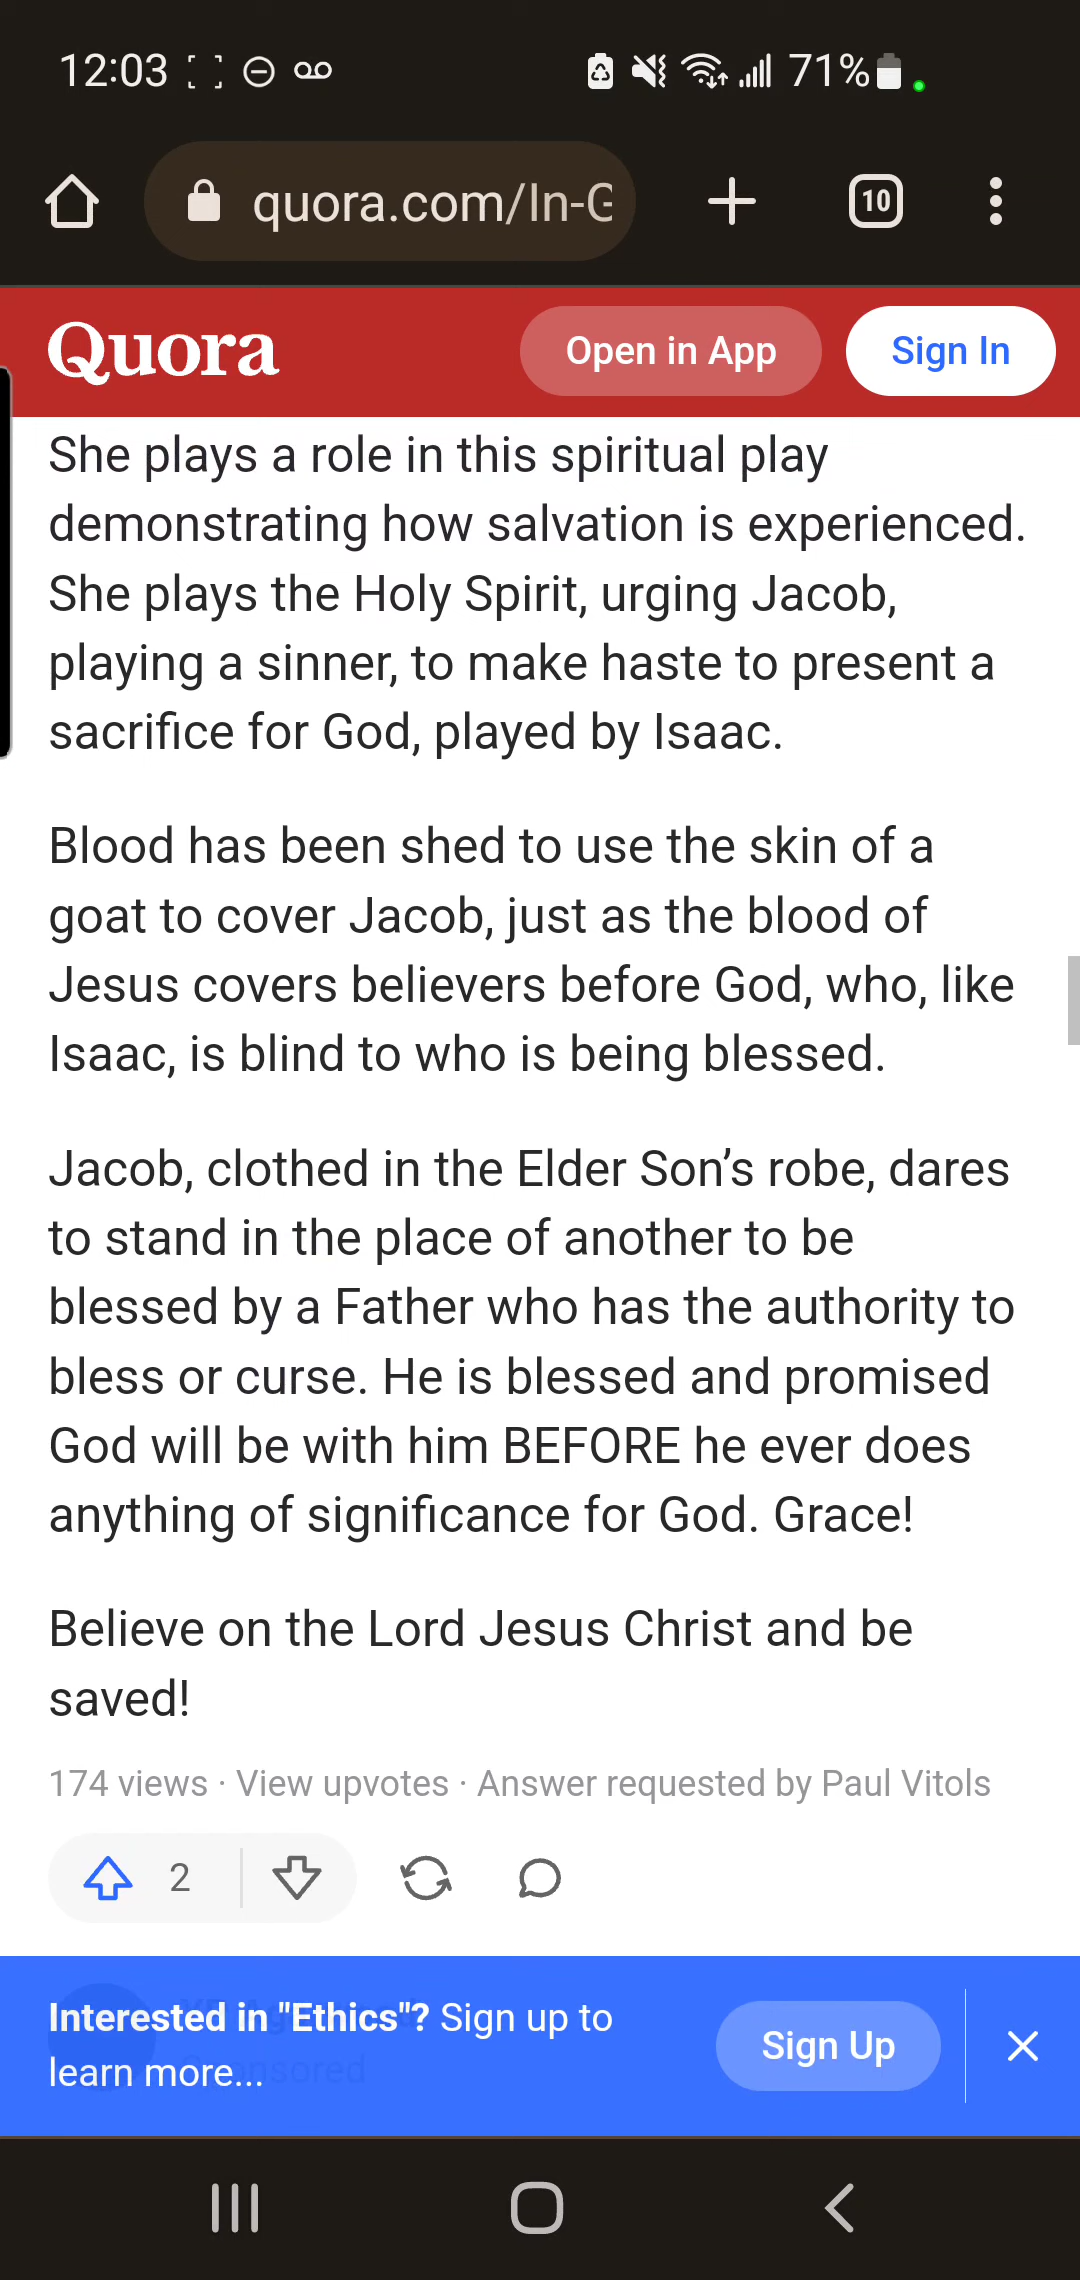 12:03
71%
quora.com/In-G
10
Quora
Open in App
Sign In
She plays a role in this spiritual play
demonstrating how salvation is experienced.
She plays the Holy Spirit, urging Jacob,
playing a sinner, to make haste to present a
sacrifice for God, played by Isaac.
Blood has been shed to use the skin of a
goat to cover Jacob, just as the blood of
Jesus covers believers before God, who, like
Isaac, is blind to who is being blessed.
Jacob, clothed in the Elder Son’s robe, dares
to stand in the place of another to be
blessed by a Father who has the authority to
bless or curse. He is blessed and promised
God will be with him BEFORE he ever does
anything of significance for God. Grace!
Believe on the Lord Jesus Christ and be
saved!
174 views · View upvotes · Answer requested by Paul Vitols
2
Interested in "Ethics"? Sign up to
learn more...
Sign Up